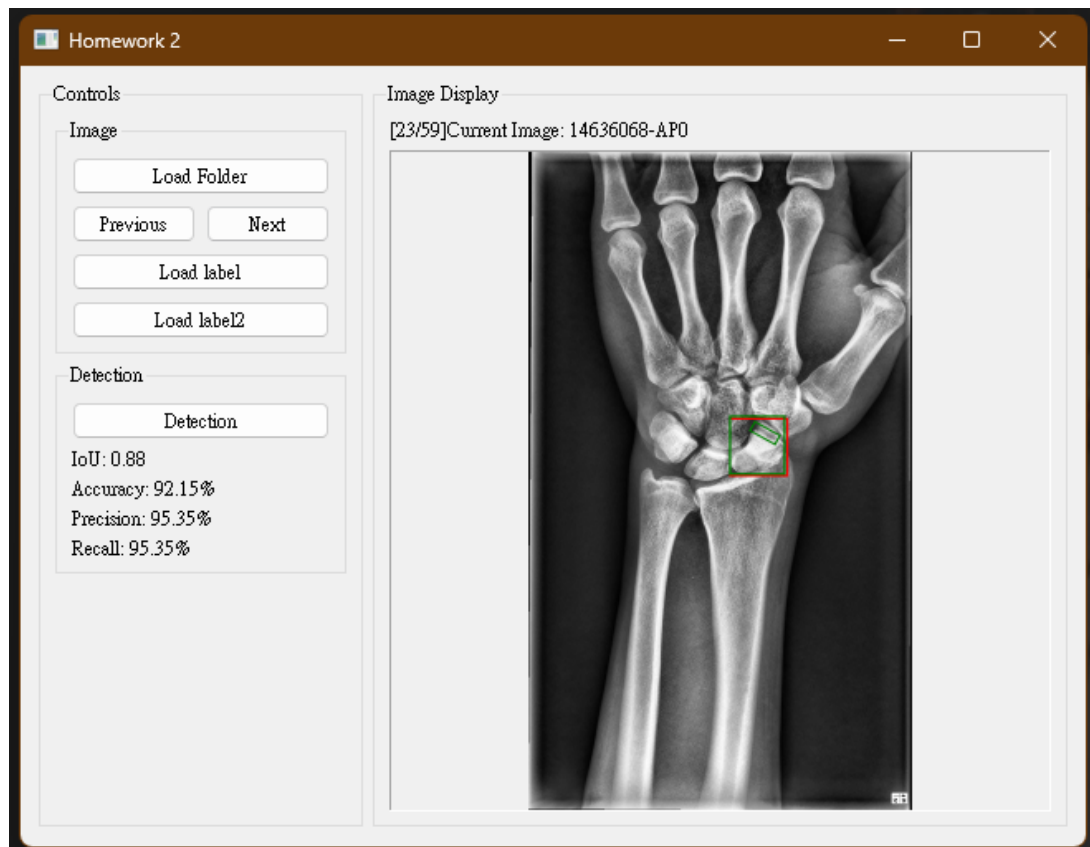 Homework 2
Controls
Image
Load Folder
Previous Next
Load label
Load label2
Detection
Detection
IoU: 0.88
Accuracy: 92.15%
Precision: 95.35%
Recall: 95.35%
Image Display
[23/59]Current Image: 14636068-AP0